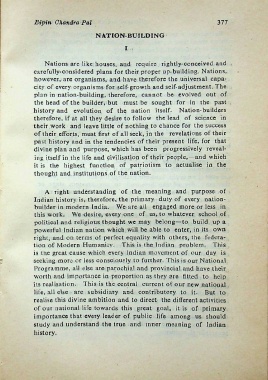 Bipin Chandra Pal 377
NATION-BUILDING
I
Nations are like houses, and require rightly-conceived and
carefully-considered plans for their proper up-building. Nations,
however, are organisms, and have therefore the universal capa-
city of every organisms for self-growth and self-adjustment. The
plan in nation-building, therefore, cannot be evolved out of
the head of the builder, but must be sought for in the past
history and evolution of the nation itself. Nation-builders
therefore, if at all they desire to follow the lead of science in
their work and leave little of nothing to chance for the success
of their efforts, must first of all seek, in the revelations of their
past history and in the tendencies of their present life, for that
divine plan and purpose, which has been progressively reveal-
ing itself in the life and civilisation of their people,—and which
it is the highest function of patriotism to actualise in the
thought and institutions of the nation.
A right understanding of the meaning and purpose of
Indian history is, therefore, the primary duty of every nation-
builder in modern India. We are all engaged more or less in
this work. We desire, every one of us, to whatever school of
political and religious thought we may belong—to build up a
powerful Indian nation which will be able to enter, in its own
right, and on terms of perfect equality with others, the federa-
tion of Modern Humanity. This is the Indian problem. This
is the great cause which every Indian movement of our day is
seeking more or less consciously to further. This is our National
Programme, all else are parochial and provincial and have their
worth and importance in proportion as they are fitted to help
its realisation. This is the central current of our new national
life, all else are subsidiary and contributory to it. But to
realise this divine ambition and to direct the different activities
of our national life towards this great goal, it is of primary
importance that every leader of public life among us should
study and understand the true and inner meaning of Indian
history.